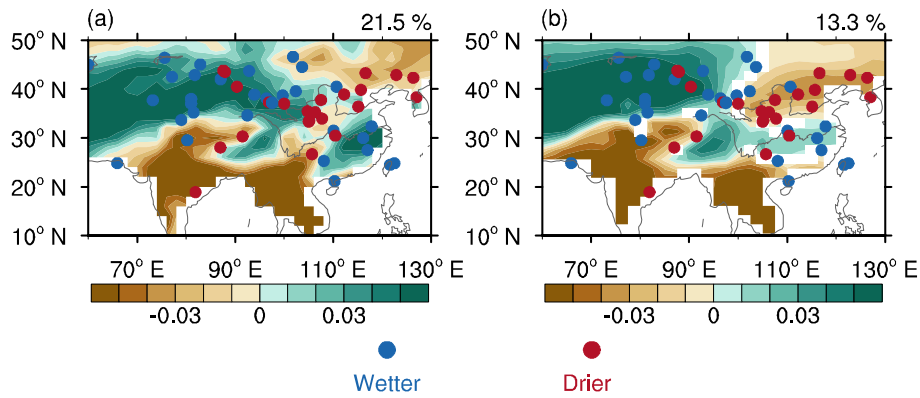 (a) 21.5 % (b) 13.3 %
50° N 50° N
40° N 40° N
30° N 30° N
20° N 20° N
10° N 10° N
70° E 90° E 110° E 130° E 70° E 90° E 110° E 130° E
-0.03 0 0.03 -0.03 0 0.03
Wetter Drier